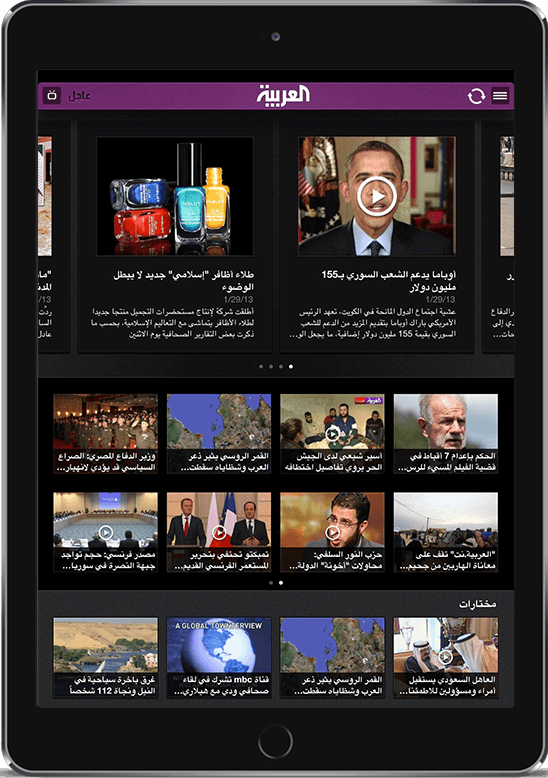 عاجل
العربية
أوباما يدعم الشعب السوري بـ155
مليون دولار
1/29/13
عشية اجتماع الدول المانحة في الكويت، تعهد الرئيس
الأمريكي باراك أوباما بتقديم المزيد من الدعم للشعب
السوري بقيمة 155 مليون دولار إضافية، ما يجعل الو...
طلاء أظافر "إسلامي" جديد لا يبطل
الوضوء
1/29/13
أطلقت شركة لإنتاج مستحضرات التجميل منتجا جديدا
لطلاء الأظافر يتماشى مع التعاليم الإسلامية، بحسب ما
ذكرت بعض التقارير الصحافية يوم الاثنين
INGLOT
الحكم بإعدام 7 أقباط في
قضية الفيلم المسيء للرس...
أسير شيعي لدى الجيش
الحر يروي تفاصيل اختطافه
القمر الروسي يثير ذعر
العرب وشظاياه سقطت...
وزير الدفاع المصري: الصراع
السياسي قد يؤدي لانهيار...
"العربية.نت" تقف على
معاناة الهاربين من جحيم...
حزب النور السلفي:
محاولات "أخونة" الدولة...
تمبكتو تحتفي بتحرير
المستعمر الفرنسي القديم...
مصدر فرنسي: حجم تواجد
جبهة النصرة في سوريا...
مختارات
العاهل السعودي يستقبل
أمراء ومسؤولين للاطمئنا...
القمر الروسي يثير ذعر
العرب وشظاياه سقطت...
A GLOBAL TOWNTERVIEW
قناة mbc تشرك في لقاء
صحافي ودي مع هيلاري...
غرق باخرة سياحية في
النيل ونجاة 112 شخصاً